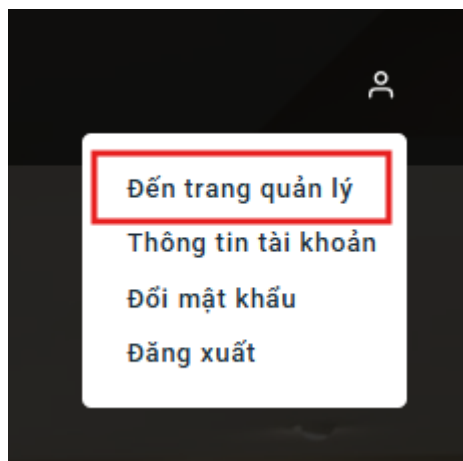 Đến trang quản lý
Thông tin tài khoản
Đổi mật khẩu
Đăng xuất